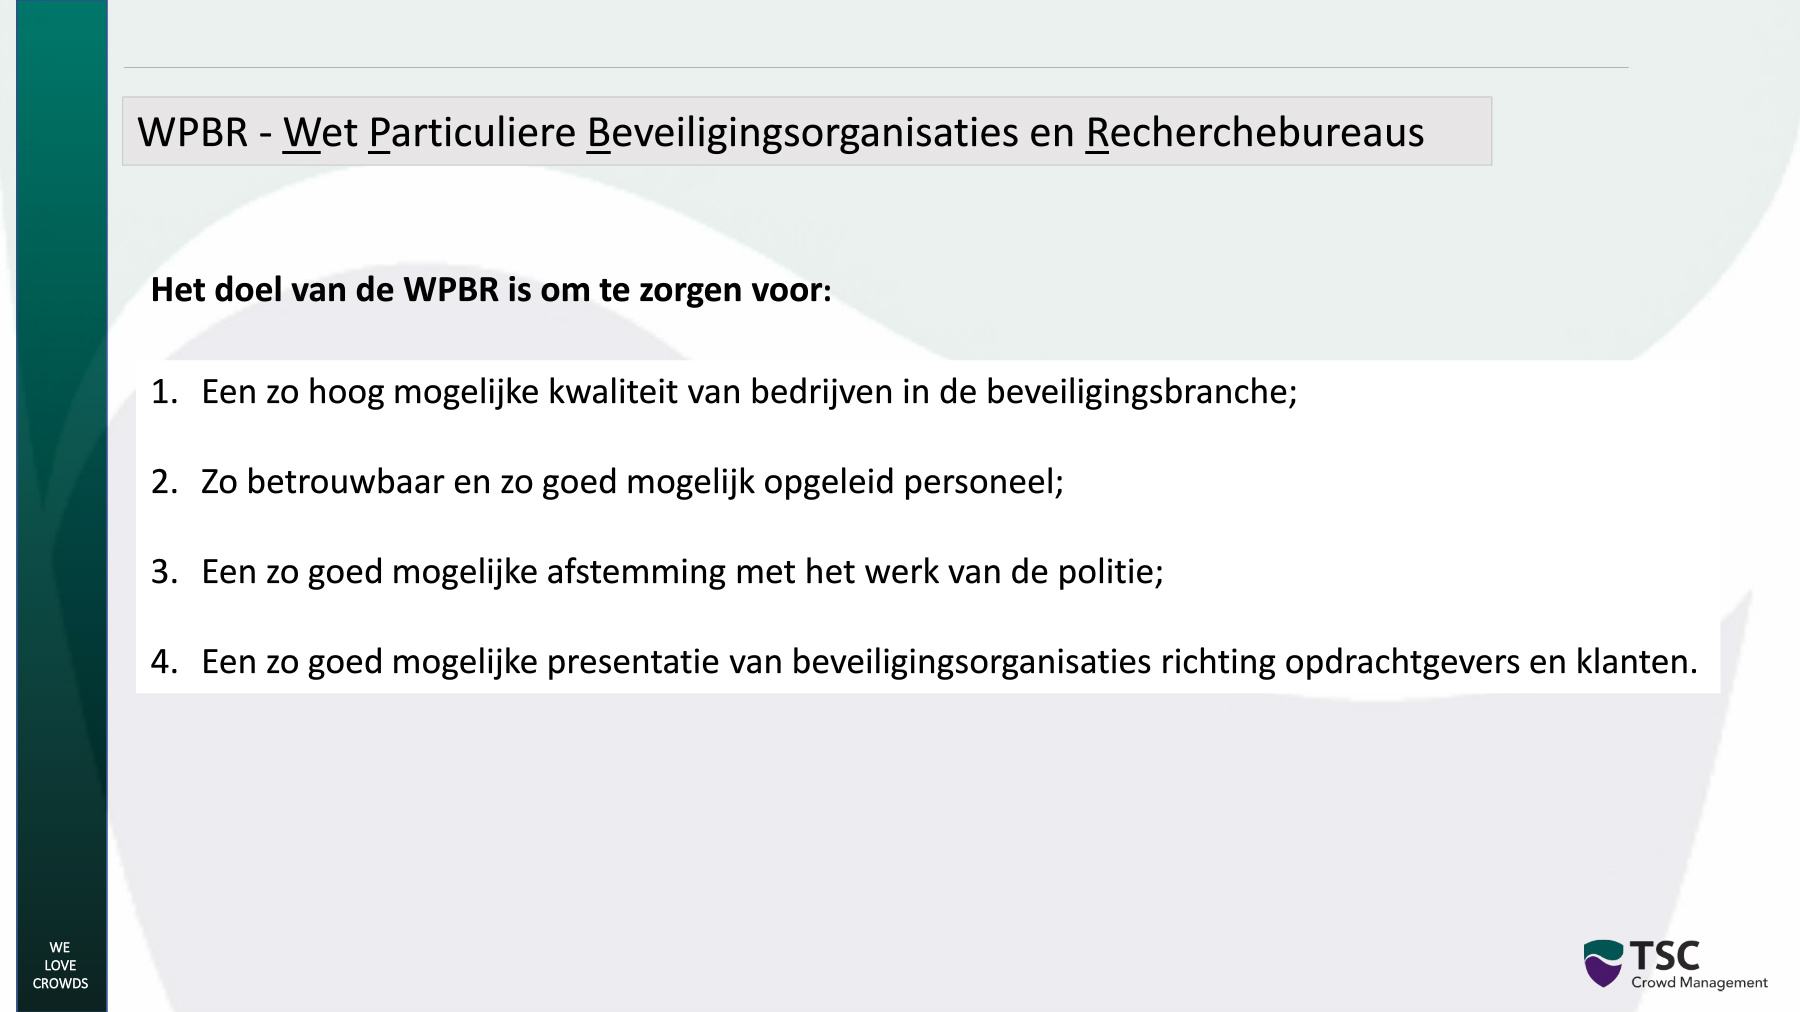 WPBR - Wet Particuliere Beveiligingsorganisaties en Recherchebureaus
Het doel van de WPBR is om te zorgen voor:
1. Een zo hoog mogelijke kwaliteit van bedrijven in de beveiligingsbranche;
2. Zo betrouwbaar en zo goed mogelijk opgeleid personeel;
3. Een zo goed mogelijke afstemming met het werk van de politie;
4. Een zo goed mogelijke presentatie van beveiligingsorganisaties richting opdrachtgevers en klanten.
WE
LOVE
CROWDS
TSC
Crowd Management